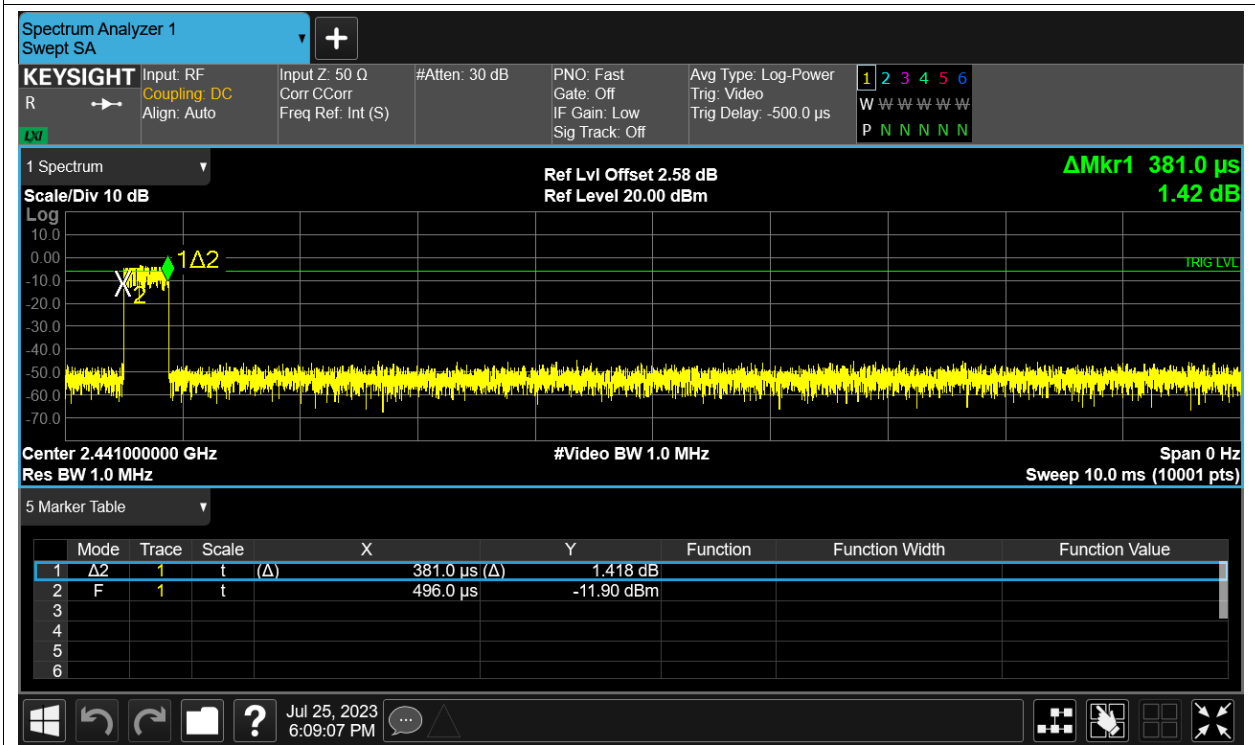 Spectrum Analyzer 1
Swept SA
+
KEYSIGHT Input: RF Input Z: 50 Ω #Atten: 30 dB PNO: Fast Avg Type: Log-Power 1 2 3 4 5 6
R Coupling: DC Corr CCorr Gate: Off Trig: Video W W W W W W
Align: Auto Freq Ref: Int (S) IF Gain: Low Trig Delay: -500.0 µs
LXI Sig Track: Off P N N N N N
1 Spectrum Ref Lvl Offset 2.58 dB ΔMkr1 381.0 µs
Scale/Div 10 dB Ref Level 20.00 dBm 1.42 dB
Log
10.0
0.00 1Δ2 TRIG LVL
-10.0 X 2
-20.0
-30.0
-40.0
-50.0
-60.0
-70.0
Center 2.441000000 GHz #Video BW 1.0 MHz Span 0 Hz
Res BW 1.0 MHz Sweep 10.0 ms (10001 pts)
5 Marker Table
Mode Trace Scale X Y Function Function Width Function Value
1 Δ2 1 t (Δ) 381.0 µs (Δ) 1.418 dB
2 F 1 t 496.0 µs -11.90 dBm
3
4
5
6
? Jul 25, 2023
6:09:07 PM